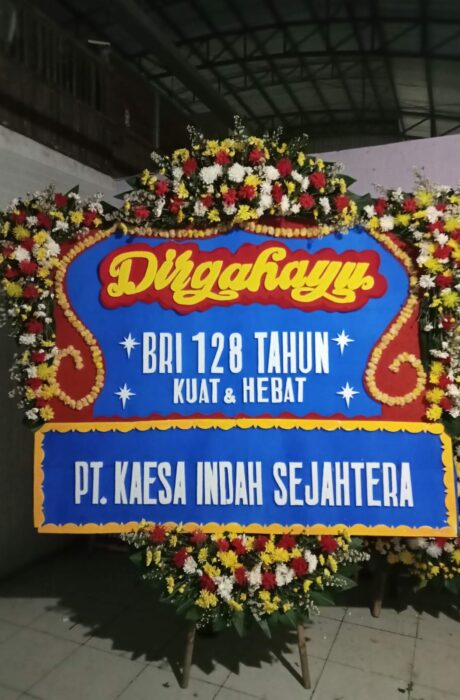 Dirgahayu
BRI 128 TAHUN
KUAT & HEBAT
PT. KAESA INDAH SEJAHTERA